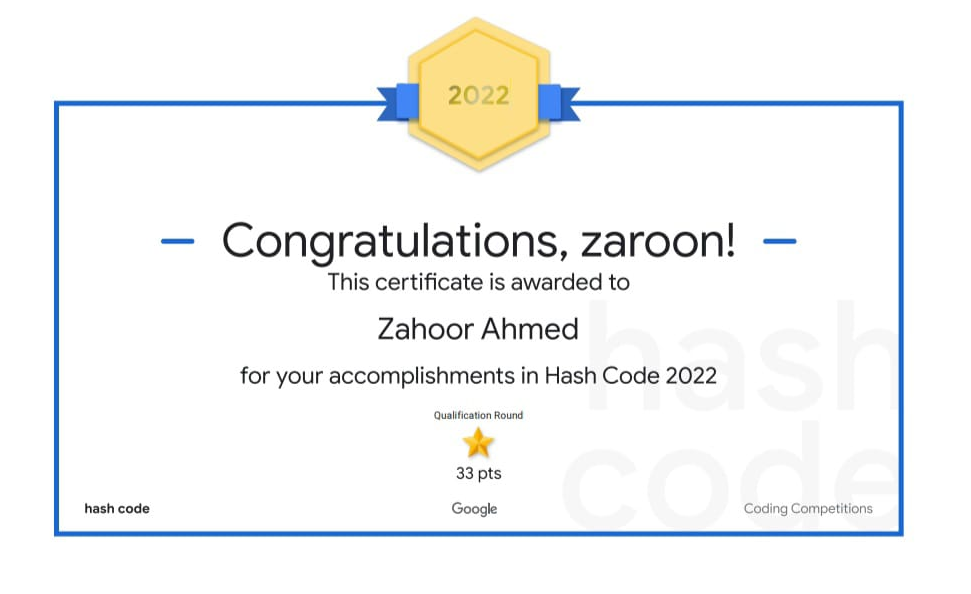 2022
Congratulations, zaroon!
This certificate is awarded to
Zahoor Ahmed
for your accomplishments in Hash Code 2022
Qualification Round
33 pts
hash code
Google
Coding Competitions
hash
code